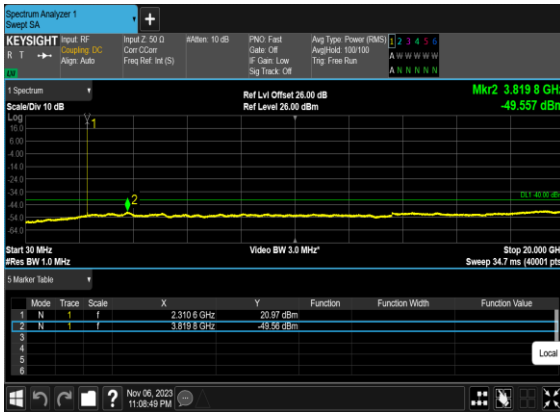 Spectrum Analyzer 1
Swept SA
+
KEYSIGHT Input: RF Input Z: 50 Ω #Atten: 10 dB PNO: Fast Avg Type: Power (RMS) 1 2 3 4 5 6
R T Coupling: DC Corr CCorr Gate: Off Avg|Hold: 100/100 A W W W W W
Align: Auto Freq Ref: Int (S) IF Gain: Low Trig: Free Run
Sig Track: Off A N N N N N
1 Spectrum Ref Lvl Offset 26.00 dB Mkr2 3.819 8 GHz
Scale/Div 10 dB Ref Level 26.00 dBm -49.557 dBm
Log
16.0
6.00
-4.00
-14.0
-24.0
-34.0
-44.0
-54.0
-64.0
1
2
DL1 -40.00 dBm
Start 30 MHz Video BW 3.0 MHz* Stop 20.000 GHz
#Res BW 1.0 MHz Sweep 34.7 ms (40001 pts)
5 Marker Table
Mode Trace Scale X Y Function Function Width Function Value
1 N 1 f 2.310 6 GHz 20.97 dBm
2 N 1 f 3.819 8 GHz -49.56 dBm
3
4
5
6
Local
? Nov 06, 2023
11:08:49 PM